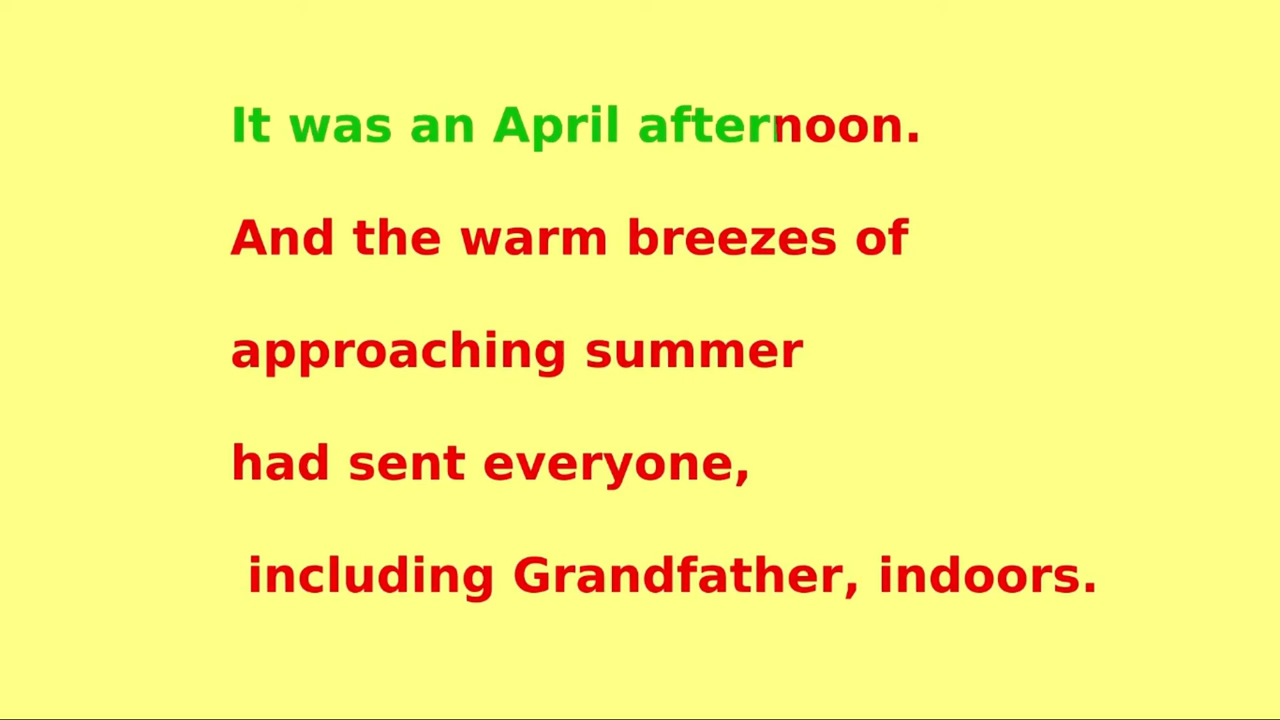 It was an April afternoon.
And the warm breezes of
approaching summer
had sent everyone,
including Grandfather, indoors.